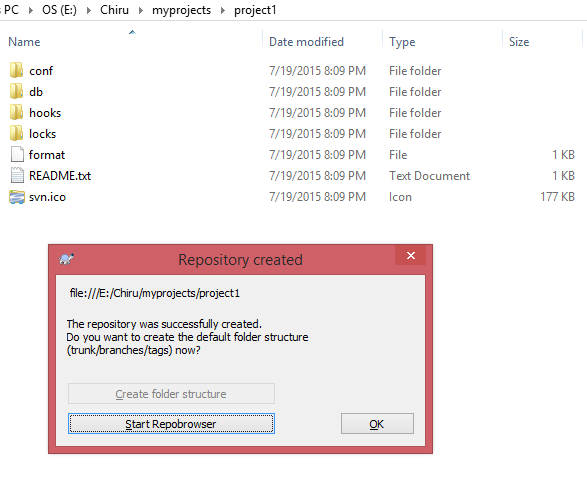 s PC > OS (E:) > Chiru > myprojects > project1
Name Date modified Type Size
conf 7/19/2015 8:09 PM File folder
db 7/19/2015 8:09 PM File folder
hooks 7/19/2015 8:09 PM File folder
locks 7/19/2015 8:09 PM File folder
format 7/19/2015 8:09 PM File 1 KB
README.txt 7/19/2015 8:09 PM Text Document 1 KB
svn.ico 7/19/2015 8:09 PM Icon 177 KB
Repository created
file:///E:/Chiru/myprojects/project1
The repository was successfully created.
Do you want to create the default folder structure
(trunk/branches/tags) now?
Create folder structure
Start Repobrowser OK